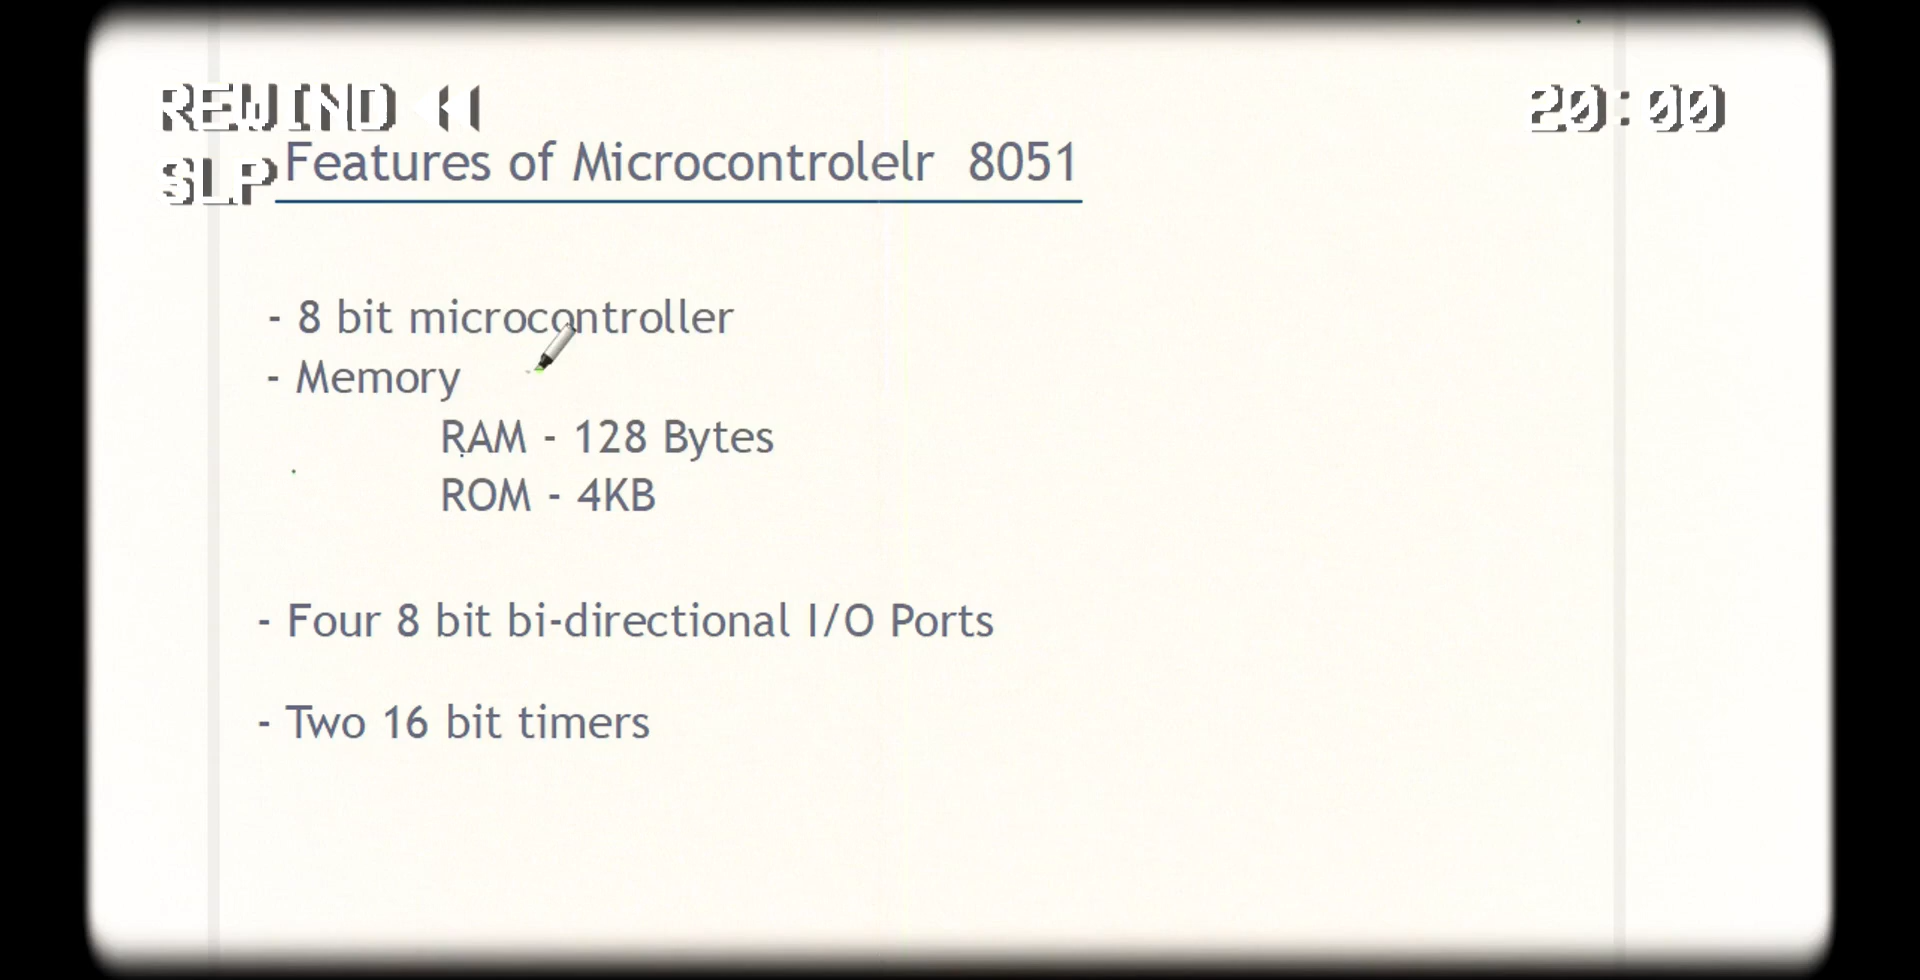 REWIND
20:00
SLP
Features of Microcontrolelr 8051
- 8 bit microcontroller
- Memory
RAM - 128 Bytes
ROM - 4KB
- Four 8 bit bi-directional I/O Ports
- Two 16 bit timers